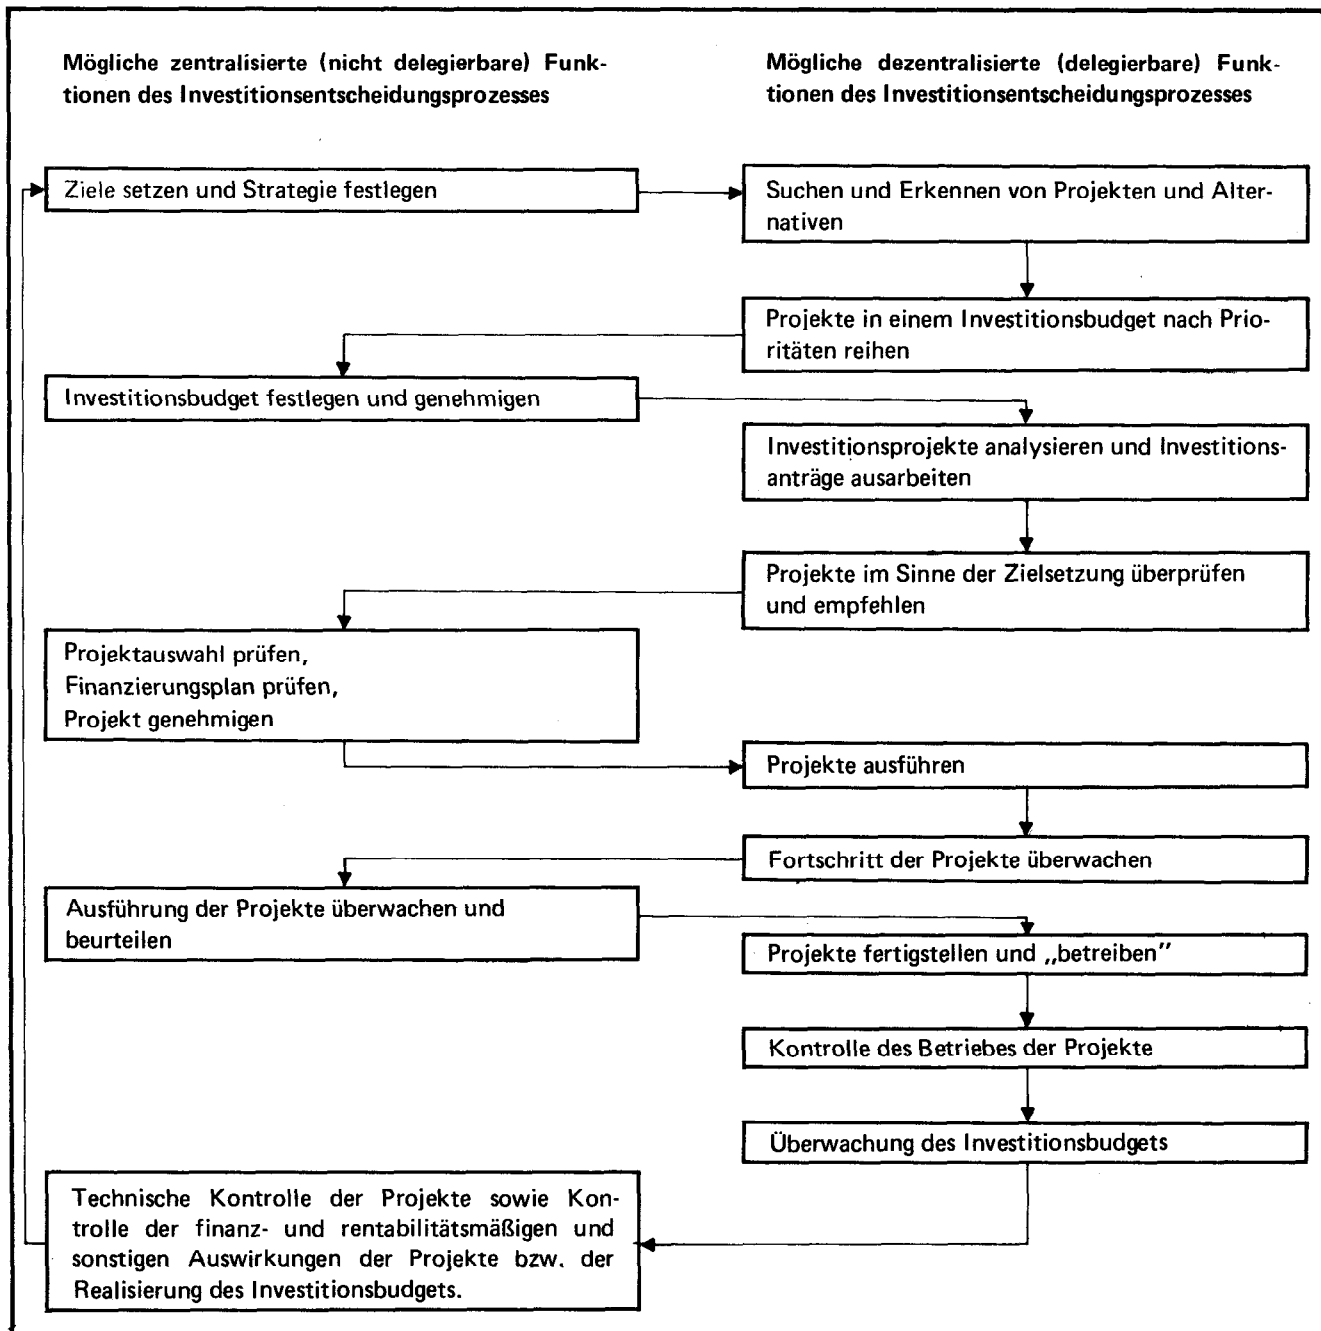 Mögliche zentralisierte (nicht delegierbare) Funk-
tionen des Investitionsentscheidungsprozesses
Mögliche dezentralisierte (delegierbare) Funk-
tionen des Investitionsentscheidungsprozesses
Ziele setzen und Strategie festlegen
Suchen und Erkennen von Projekten und Alter-
nativen
Projekte in einem Investitionsbudget nach Prio-
ritäten reihen
Investitionsbudget festlegen und genehmigen
Investitionsprojekte analysieren und Investitions-
anträge ausarbeiten
Projekte im Sinne der Zielsetzung überprüfen
und empfehlen
Projektauswahl prüfen,
Finanzierungsplan prüfen,
Projekt genehmigen
Projekte ausführen
Fortschritt der Projekte überwachen
Ausführung der Projekte überwachen und
beurteilen
Projekte fertigstellen und „betreiben”
Kontrolle des Betriebes der Projekte
Überwachung des Investitionsbudgets
Technische Kontrolle der Projekte sowie Kon-
trolle der finanz- und rentabilitätsmäßigen und
sonstigen Auswirkungen der Projekte bzw. der
Realisierung des Investitionsbudgets.